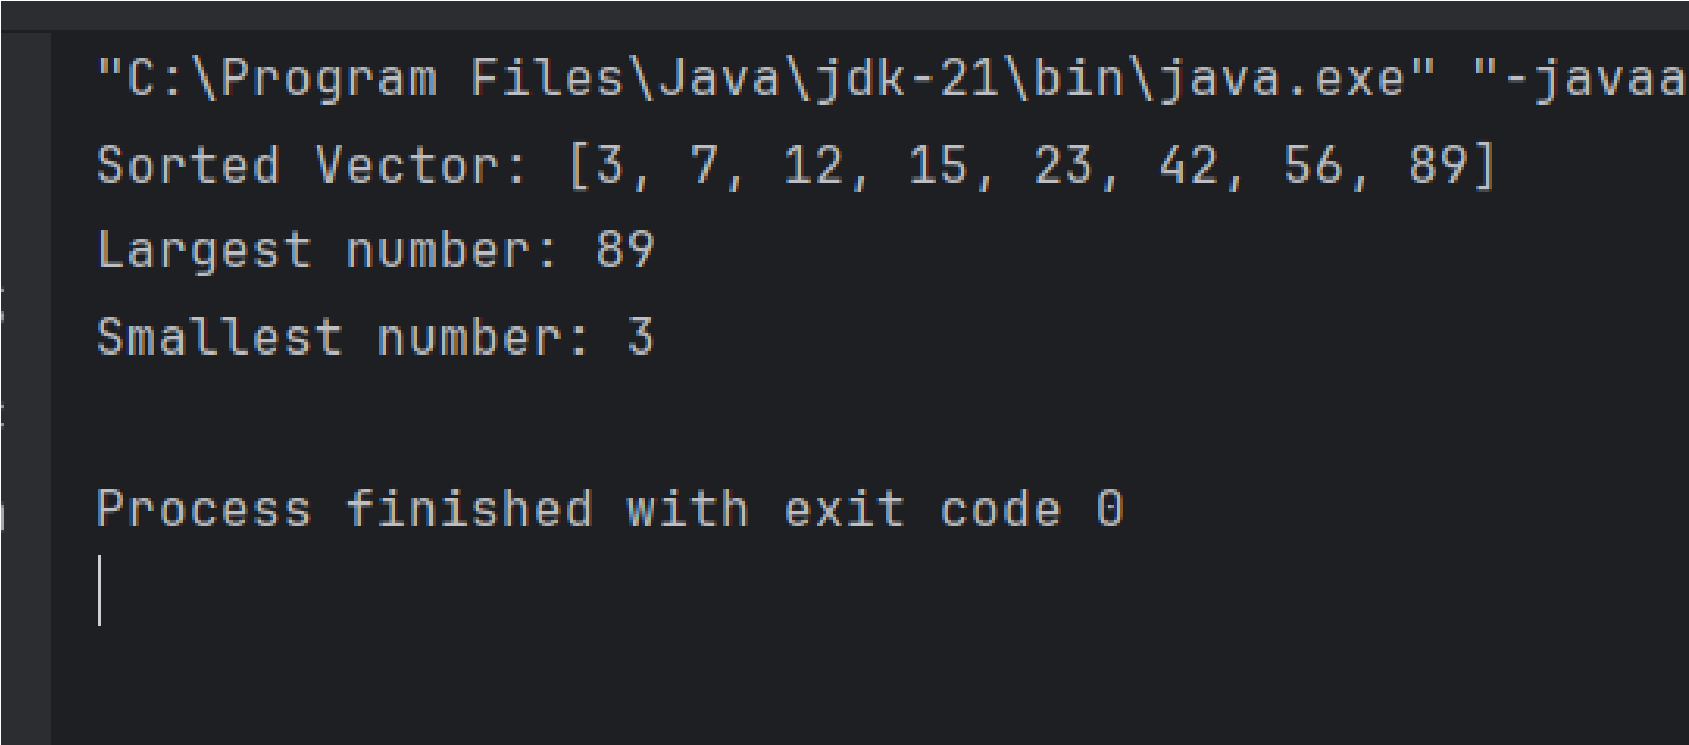 "C:\Program Files\Java\jdk-21\bin\java.exe" "-javaa
Sorted Vector: [3, 7, 12, 15, 23, 42, 56, 89]
Largest number: 89
Smallest number: 3
Process finished with exit code 0